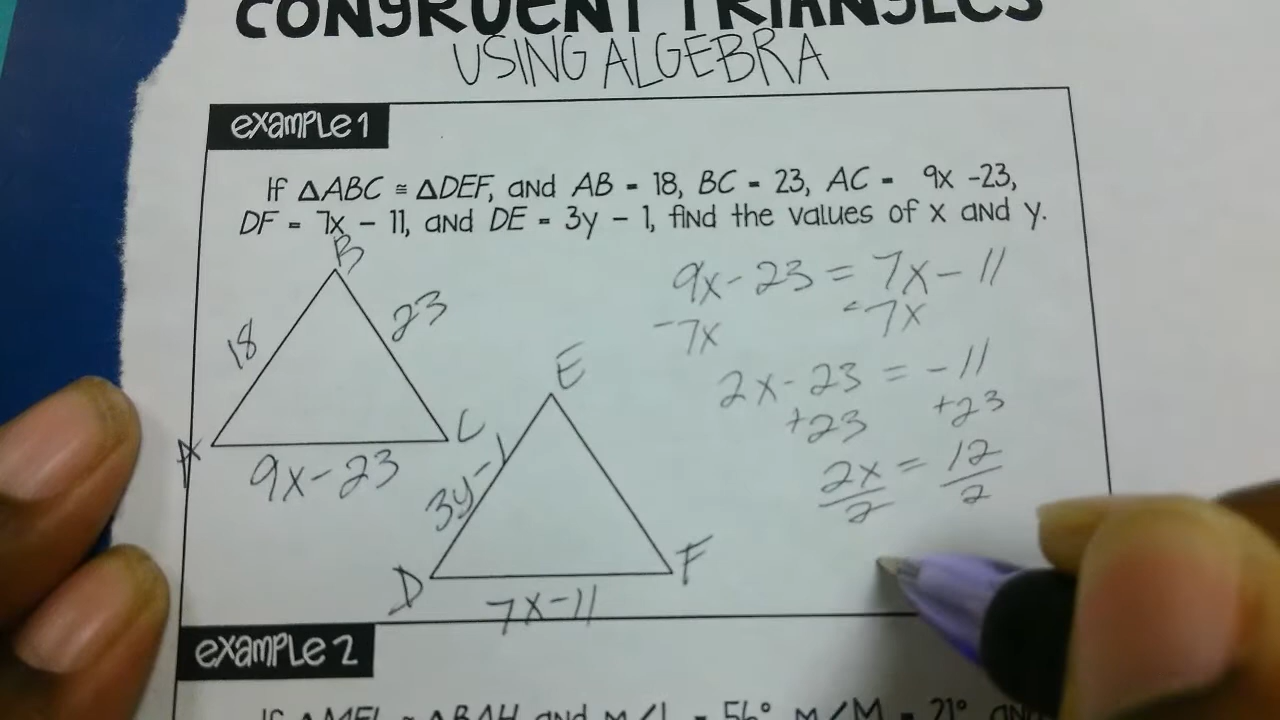 CONGRUENT TRIANGLES
USING ALGEBRA
example 1
If △ABC ≅ △DEF, and AB = 18, BC = 23, AC = 9x -23,
DF = 7x - 11, and DE = 3y - 1, find the values of x and y.
B
18
23
A
C
9x-23
E
3y-1
D
F
7x-11
9x-23 = 7x-11
-7x -7x
2x-23 = -11
+23 +23
2x = 12
2 2
example 2